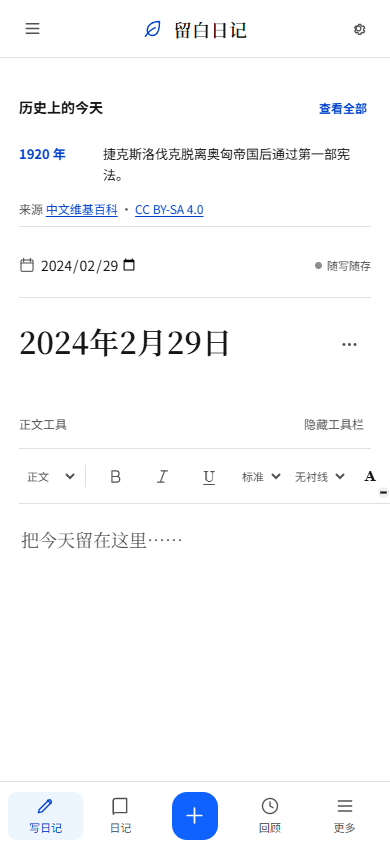 留白日记
历史上的今天 查看全部
1920 年 捷克斯洛伐克脱离奥匈帝国后通过第一部宪
法。
来源 中文维基百科 · CC BY-SA 4.0
2024/02/29 随写随存
2024年2月29日
正文工具 隐藏工具栏
正文 B I U 标准 无衬线 A
把今天留在这里……
写日记 日记 回顾 更多